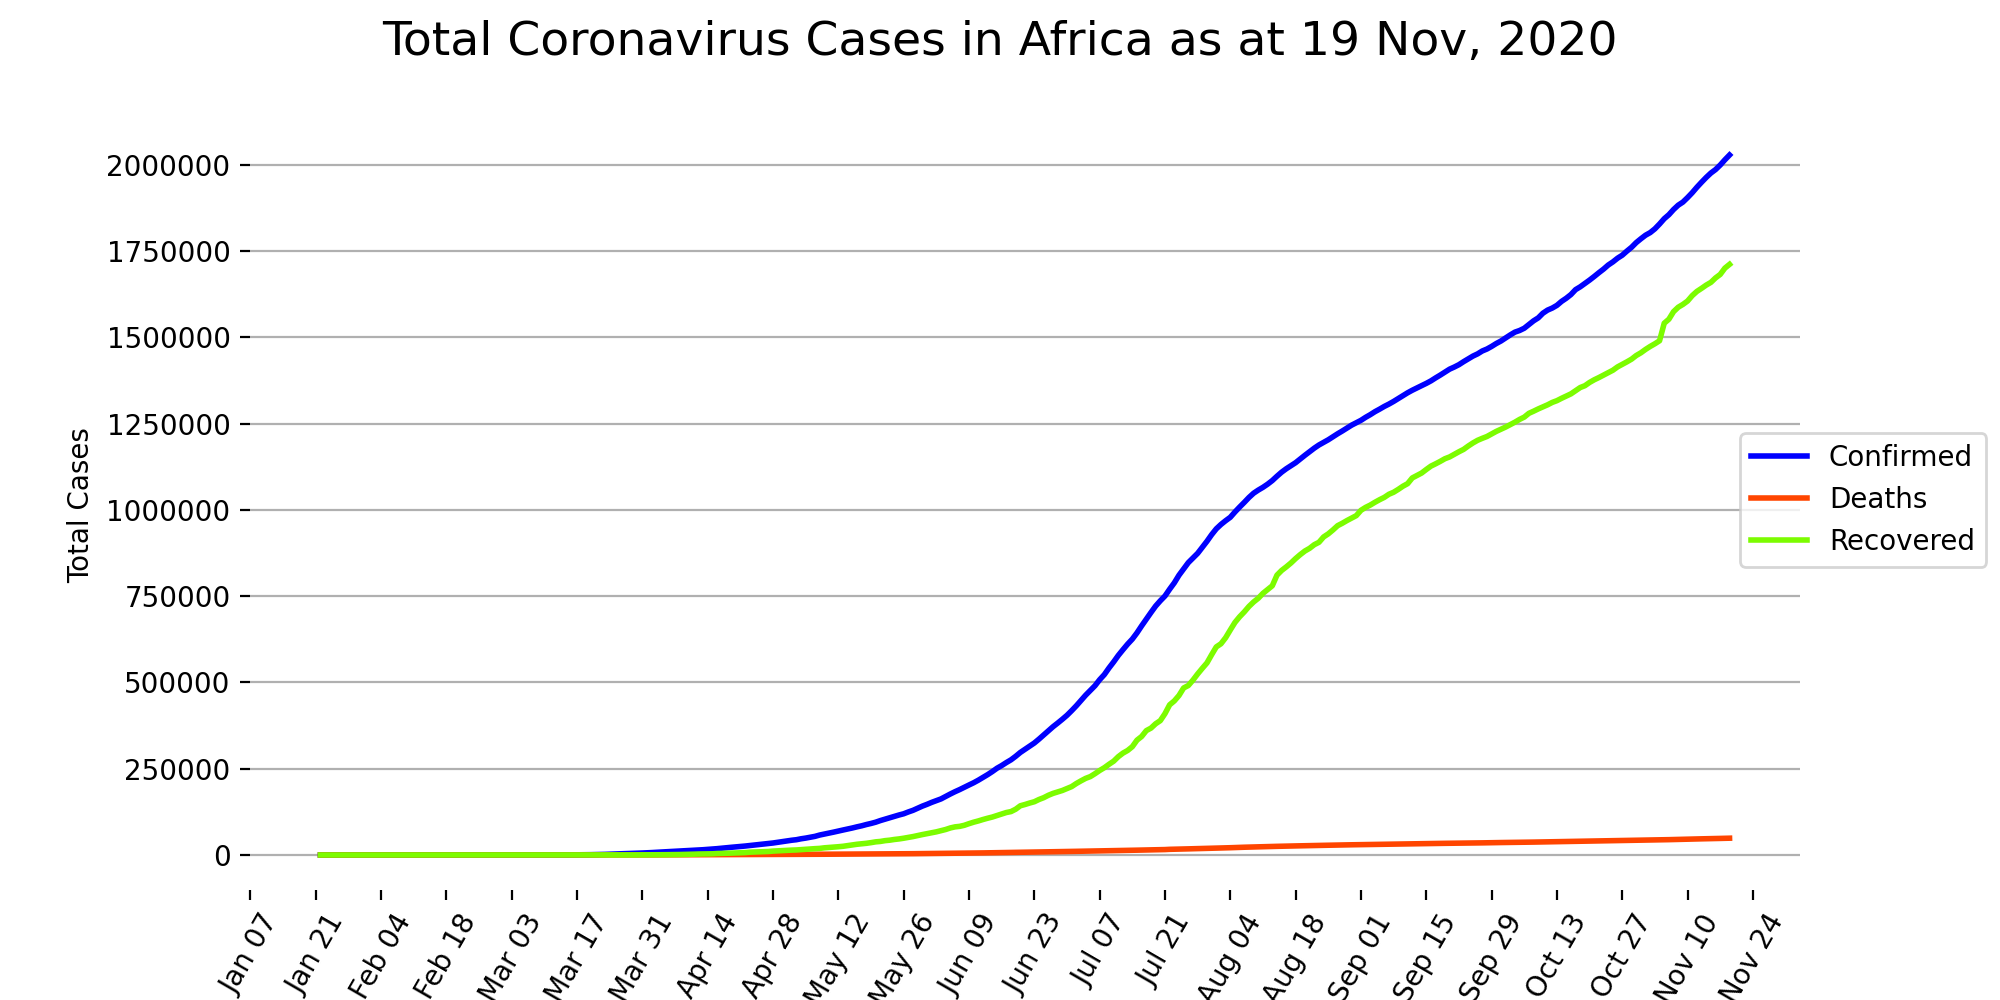 Total Coronavirus Cases in Africa as at 19 Nov, 2020
Total Cases
2000000
1750000
1500000
1250000
1000000
750000
500000
250000
0
Confirmed
Deaths
Recovered
Jan 07
Jan 21
Feb 04
Feb 18
Mar 03
Mar 17
Mar 31
Apr 14
Apr 28
May 12
May 26
Jun 09
Jun 23
Jul 07
Jul 21
Aug 04
Aug 18
Sep 01
Sep 15
Sep 29
Oct 13
Oct 27
Nov 10
Nov 24